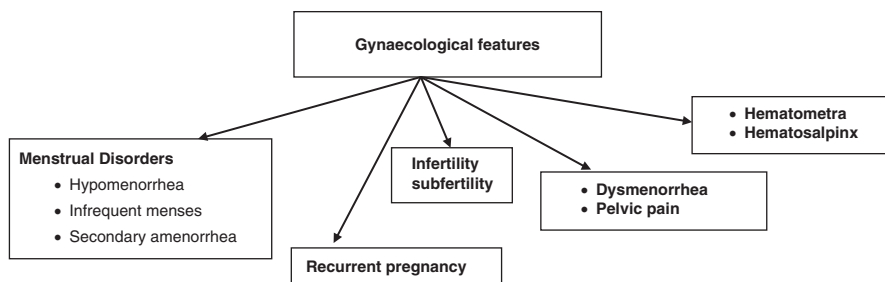 Gynaecological features
Menstrual Disorders
• Hypomenorrhea
• Infrequent menses
• Secondary amenorrhea
Recurrent pregnancy
Infertility
subfertility
• Dysmenorrhea
• Pelvic pain
• Hematometra
• Hematosalpinx